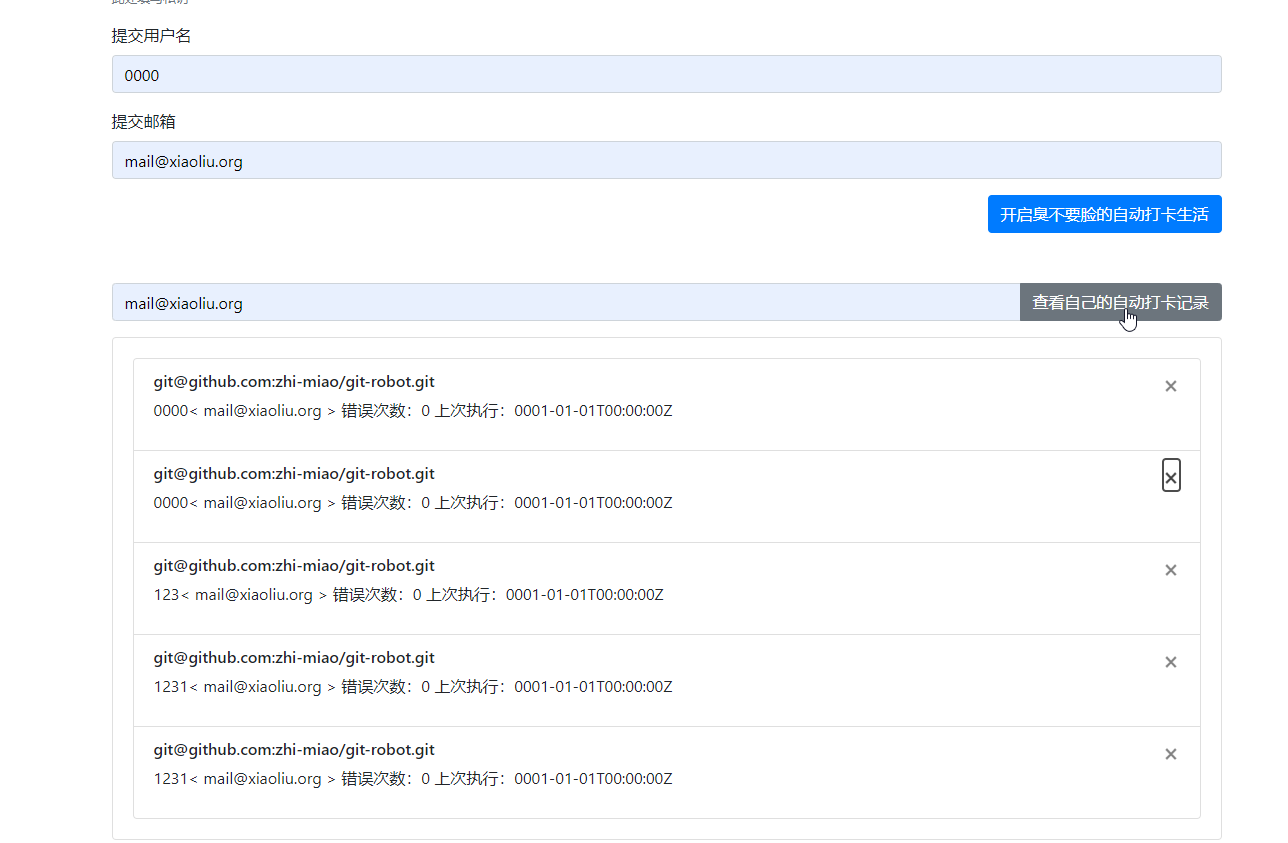 提交用户名
0000
提交邮箱
mail@xiaoliu.org
开启臭不要脸的自动打卡生活
mail@xiaoliu.org
查看自己的自动打卡记录
git@github.com:zhi-miao/git-robot.git
×
0000< mail@xiaoliu.org > 错误次数：0 上次执行：0001-01-01T00:00:00Z
git@github.com:zhi-miao/git-robot.git
×
0000< mail@xiaoliu.org > 错误次数：0 上次执行：0001-01-01T00:00:00Z
git@github.com:zhi-miao/git-robot.git
×
123< mail@xiaoliu.org > 错误次数：0 上次执行：0001-01-01T00:00:00Z
git@github.com:zhi-miao/git-robot.git
×
1231< mail@xiaoliu.org > 错误次数：0 上次执行：0001-01-01T00:00:00Z
git@github.com:zhi-miao/git-robot.git
×
1231< mail@xiaoliu.org > 错误次数：0 上次执行：0001-01-01T00:00:00Z